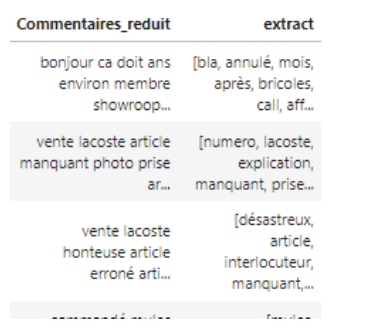 Commentaires_reduit extract
bonjour ca doit ans [bla, annulé, mois,
environ membre après, bricoles,
showroop... call, aff...
vente lacoste article [numero, lacoste,
manquant photo prise explication,
ar... manquant, prise...
vente lacoste [désastreux,
honteuse article article,
erroné arti... interlocuteur,
manquant,...